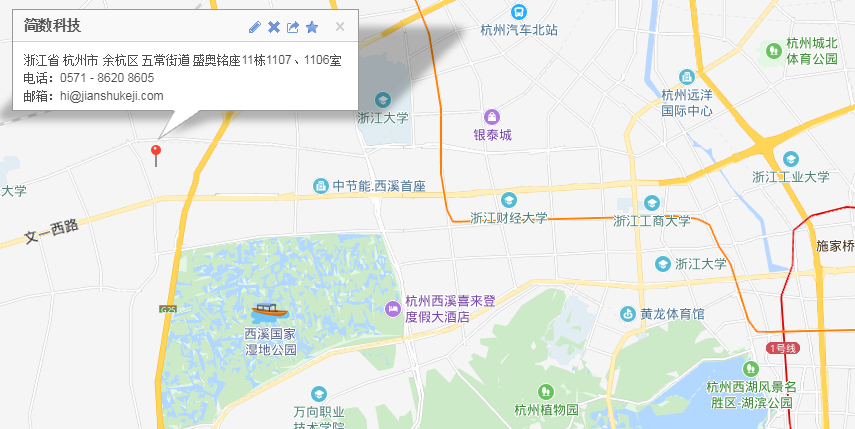 简数科技
浙江省 杭州市 余杭区 五常街道 盛奥铭座11栋1107、1106室
电话：0571 - 8620 8605
邮箱：hi@jianshukeji.com
杭州汽车北站
杭州城北
体育公园
杭州远洋
国际中心
浙江大学
银泰城
浙江工业大学
大学
中节能.西溪首座
浙江财经大学
浙江工商大学
文一西路
施家桥
浙江大学
G25
杭州西溪喜来登
度假大酒店
黄龙体育馆
西溪国家
湿地公园
1号线
杭州西湖风景名
胜区-湖滨公园
万向职业
技术学院
杭州植物园